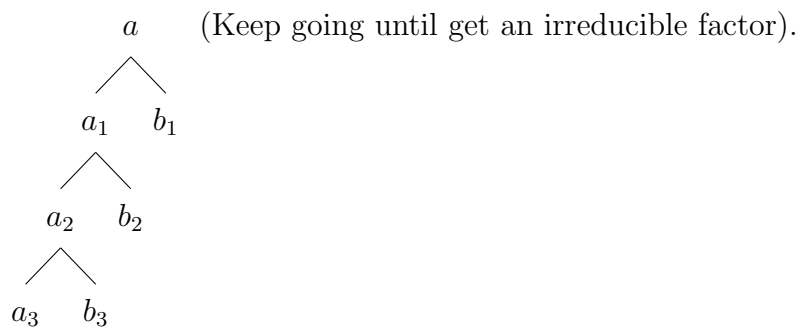 a (Keep going until get an irreducible factor).
a₁ b₁
a₂ b₂
a₃ b₃